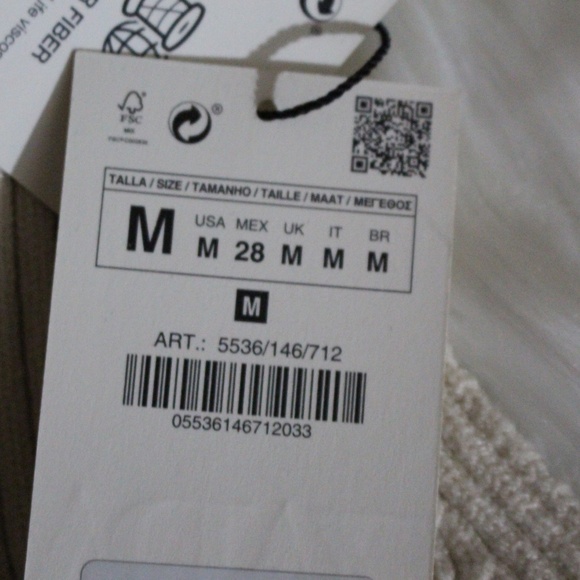 R FIBER
FSC
®
TALLA / SIZE / TAMANHO / TAILLE / MAAT / ΜΕΓΕΘΟΣ
M
USA MEX UK IT BR
M 28 M M M
M
ART.: 5536/146/712
05536146712033